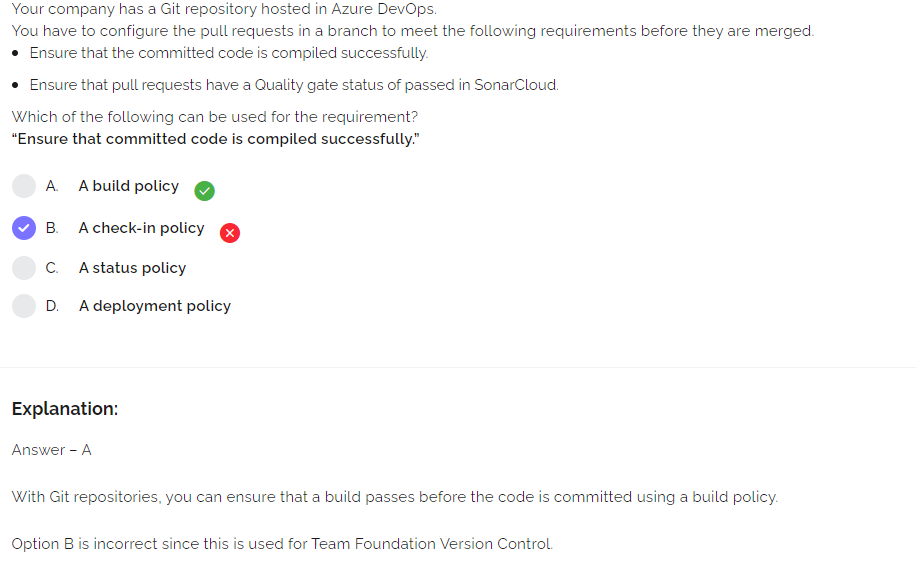 Your company has a Git repository hosted in Azure DevOps.
You have to configure the pull requests in a branch to meet the following requirements before they are merged.
• Ensure that the committed code is compiled successfully.
• Ensure that pull requests have a Quality gate status of passed in SonarCloud.
Which of the following can be used for the requirement?
"Ensure that committed code is compiled successfully."
A. A build policy
B. A check-in policy
C. A status policy
D. A deployment policy
Explanation:
Answer – A
With Git repositories, you can ensure that a build passes before the code is committed using a build policy.
Option B is incorrect since this is used for Team Foundation Version Control.